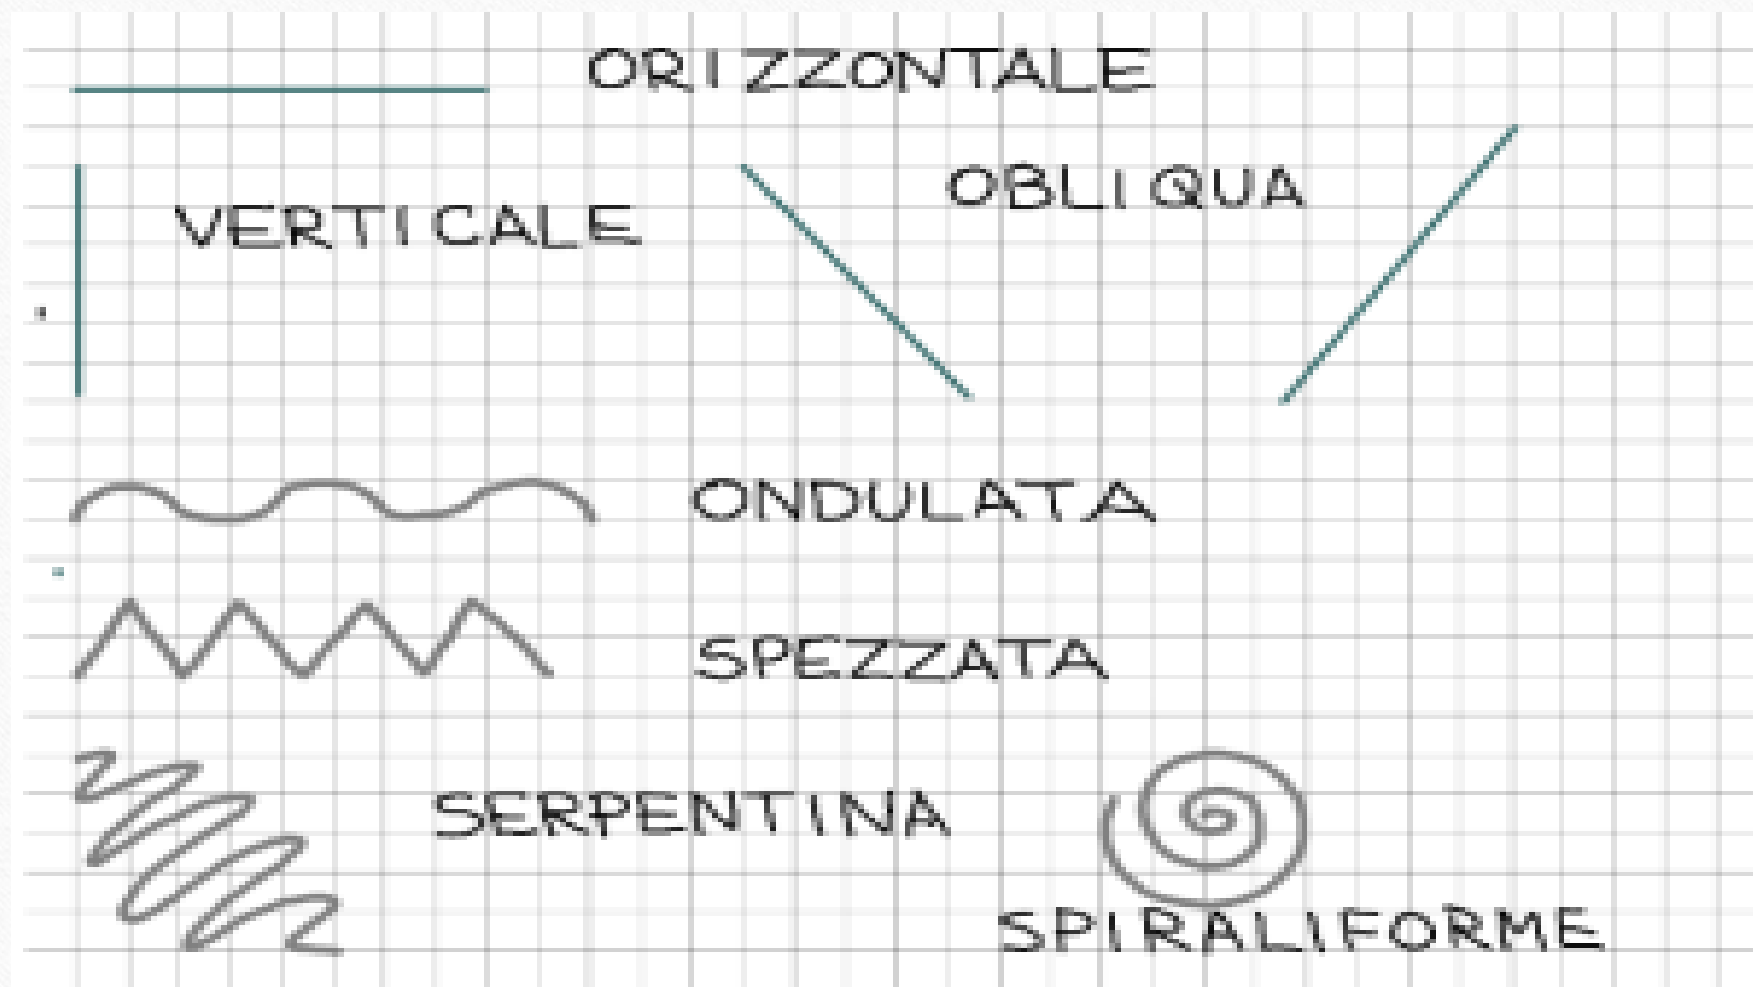 ORIZZONTALE
OBLIQUA
VERTICALE
ONDULATA
SPEZZATA
SERPENTINA
SPIRALIFORME